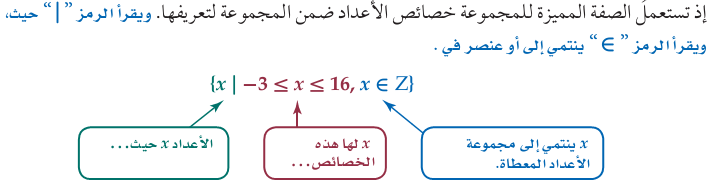 إذ تستعملُ الصفة المميزة للمجموعة خصائص الأعداد ضمن المجموعة لتعريفها. ويقرأ الرمز ”|“ حيث،
ويقرأ الرمز ”∈“ ينتمي إلى أو عنصر في .
{x | −3 ≤ x ≤ 16, x ∈ Z}
x ينتمي إلى مجموعة
الأعداد المعطاة.
x لها هذه
الخصائص...
الأعداد x حيث...